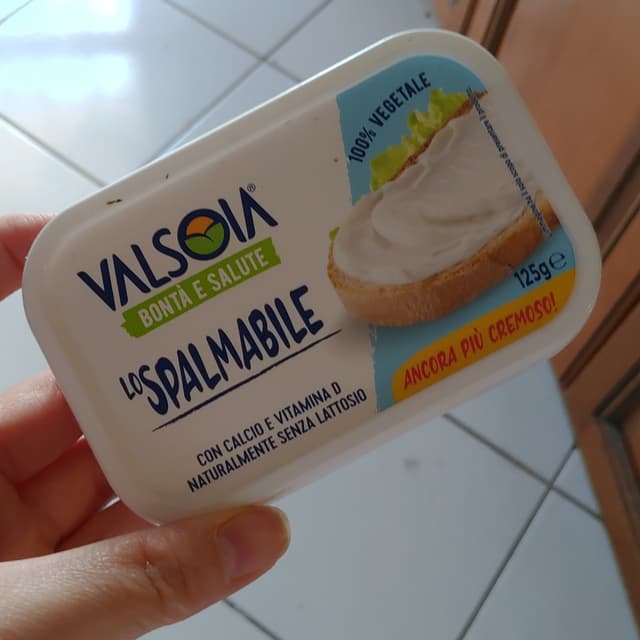 VALSOIA®
BONTÀ E SALUTE
LO SPALMABILE
CON CALCIO E VITAMINA D
NATURALMENTE SENZA LATTOSIO
100% VEGETALE
125g℮
ANCORA PIÙ CREMOSO!